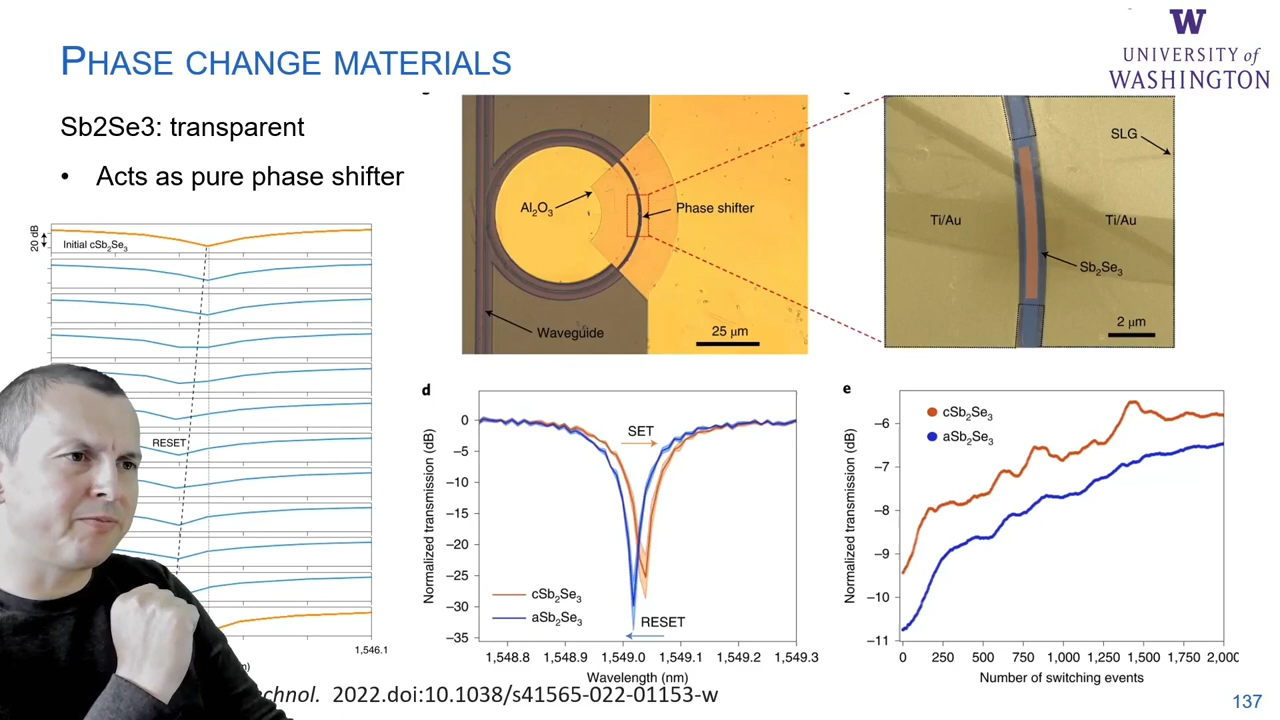 PHASE CHANGE MATERIALS
W
UNIVERSITY of
WASHINGTON
Sb2Se3: transparent
• Acts as pure phase shifter
20 dB
Initial cSb₂Se₃
RESET
1,546.1
Al₂O₃
Phase shifter
Waveguide
25 μm
SLG
Ti/Au
Ti/Au
Sb₂Se₃
2 μm
d
Normalized transmission (dB)
0
−5
−10
−15
−20
−25
−30
−35
SET
cSb₂Se₃
aSb₂Se₃
RESET
1,548.8 1,548.9 1,549.0 1,549.1 1,549.2 1,549.3
Wavelength (nm)
e
Normalized transmission (dB)
−6
−7
−8
−9
−10
−11
cSb₂Se₃
aSb₂Se₃
0 250 500 750 1,000 1,250 1,500 1,750 2,000
Number of switching events
2022.doi:10.1038/s41565-022-01153-w
137